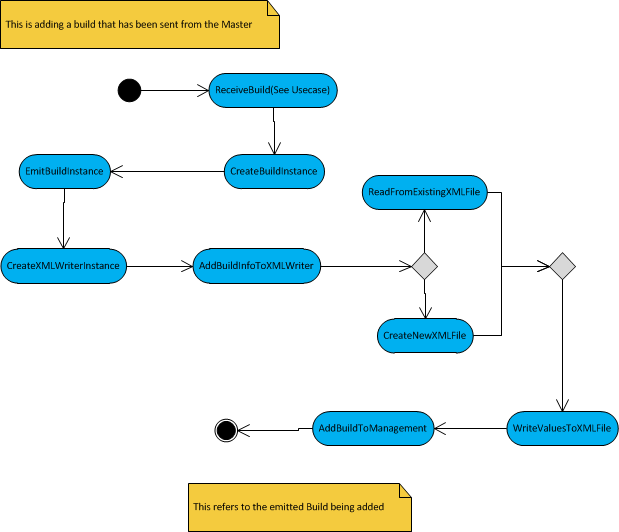 This is adding a build that has been sent from the Master
ReceiveBuild(See Usecase)
EmitBuildInstance
CreateBuildInstance
ReadFromExistingXMLFile
CreateXMLWriterInstance
AddBuildInfoToXMLWriter
CreateNewXMLFile
AddBuildToManagement
WriteValuesToXMLFile
This refers to the emitted Build being added